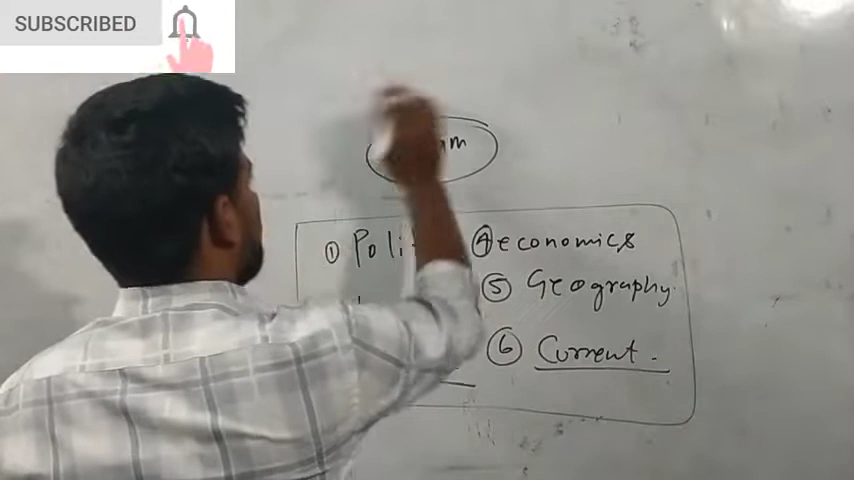 SUBSCRIBED
① Poli
④ economics
⑤ Geography.
⑥ Current.